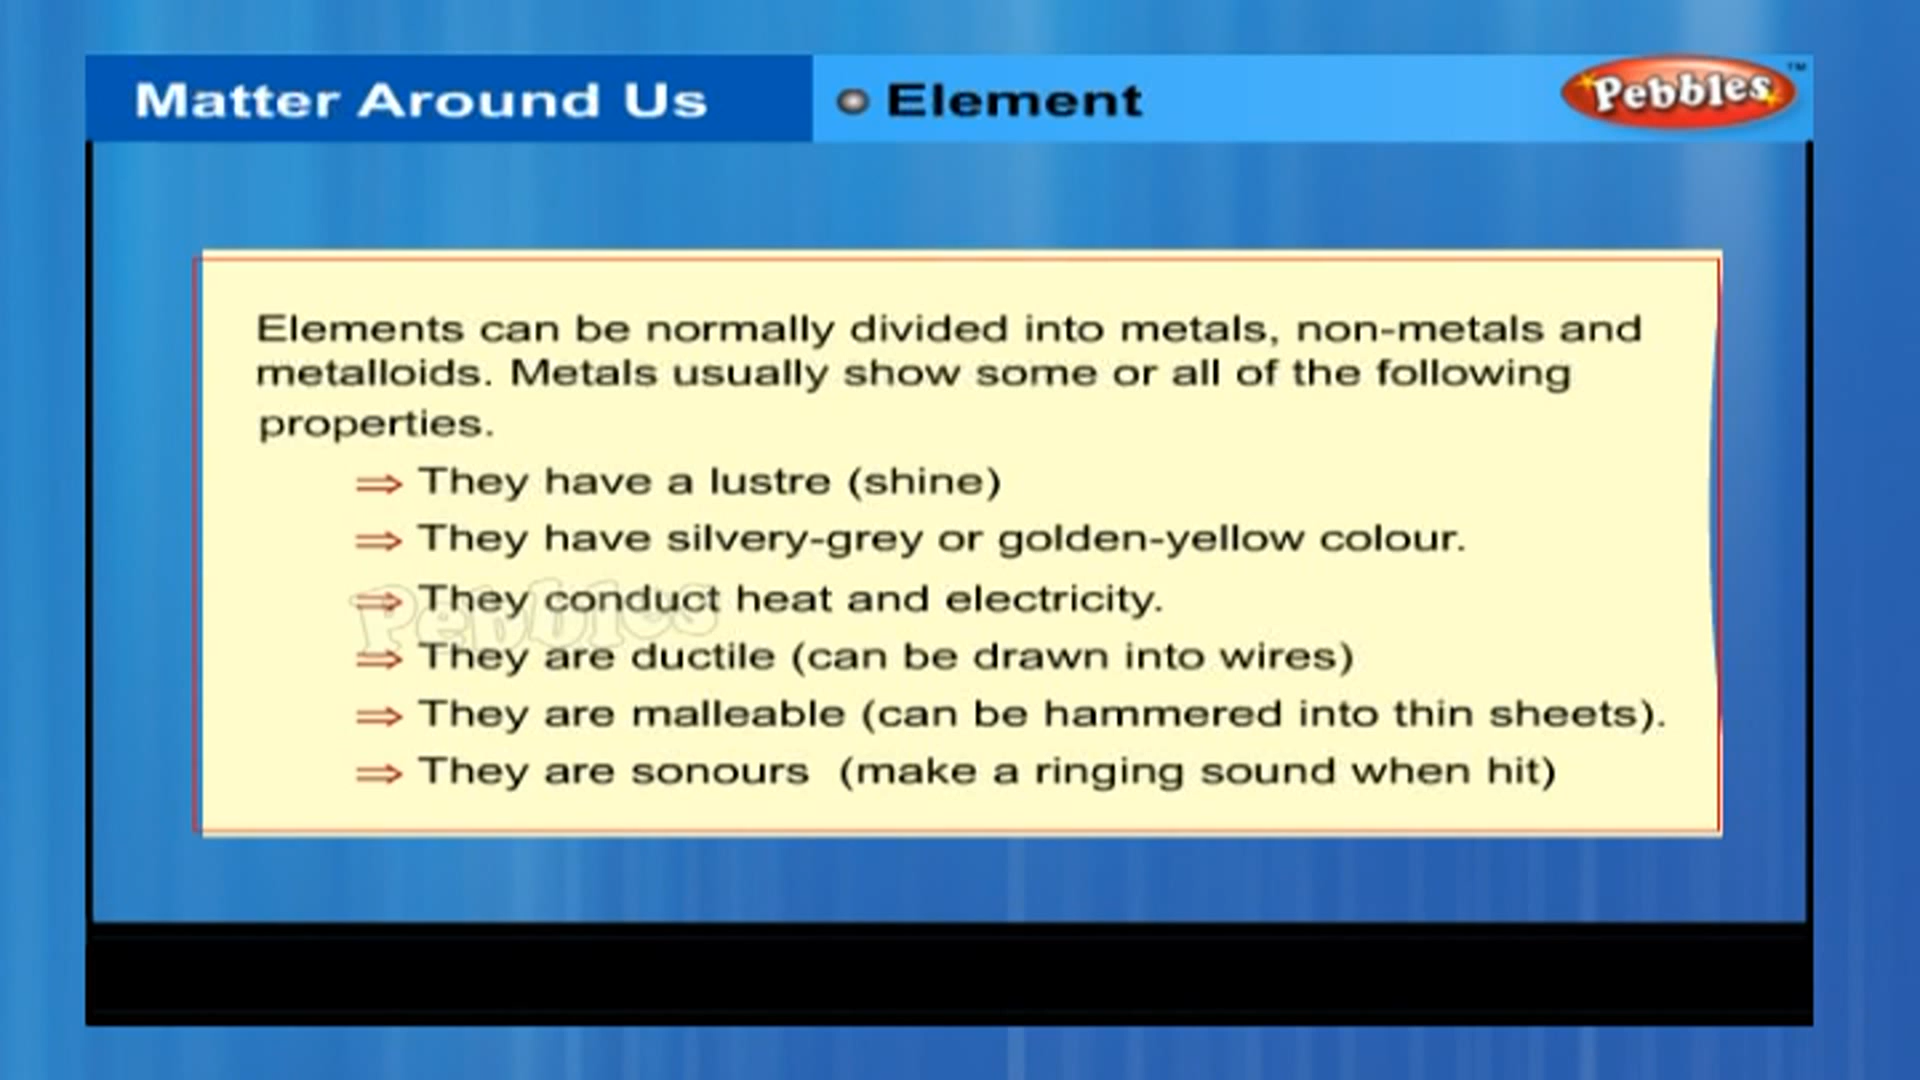 Matter Around Us
Element
Pebbles TM
Elements can be normally divided into metals, non-metals and
metalloids. Metals usually show some or all of the following
properties.
⇒ They have a lustre (shine)
⇒ They have silvery-grey or golden-yellow colour.
⇒ They conduct heat and electricity.
Pebbles
⇒ They are ductile (can be drawn into wires)
⇒ They are malleable (can be hammered into thin sheets).
⇒ They are sonours (make a ringing sound when hit)